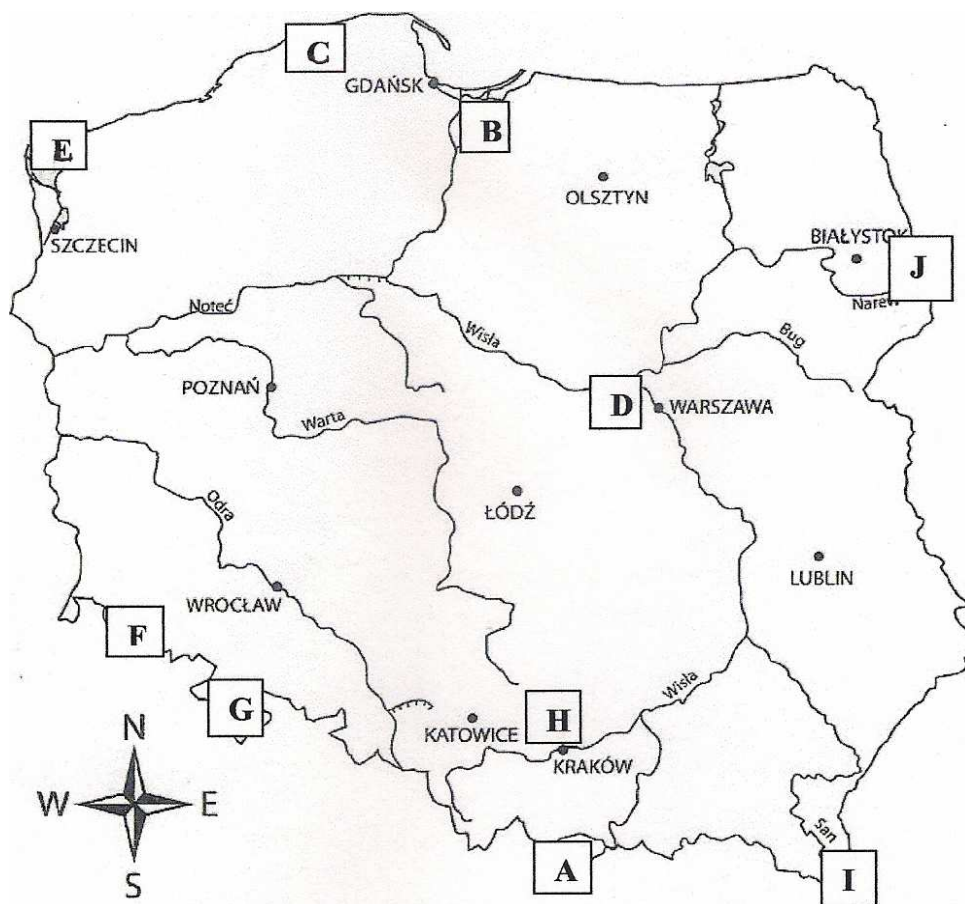 C
GDAŃSK
B
E
OLSZTYN
SZCZECIN
BIAŁYSTOK
J
Narew
Noteć
Wisła
Bug
POZNAŃ
D
WARSZAWA
Warta
Odra
ŁÓDŹ
LUBLIN
WROCŁAW
F
G
Wisła
H
KATOWICE
KRAKÓW
N
W E
S
San
A
I